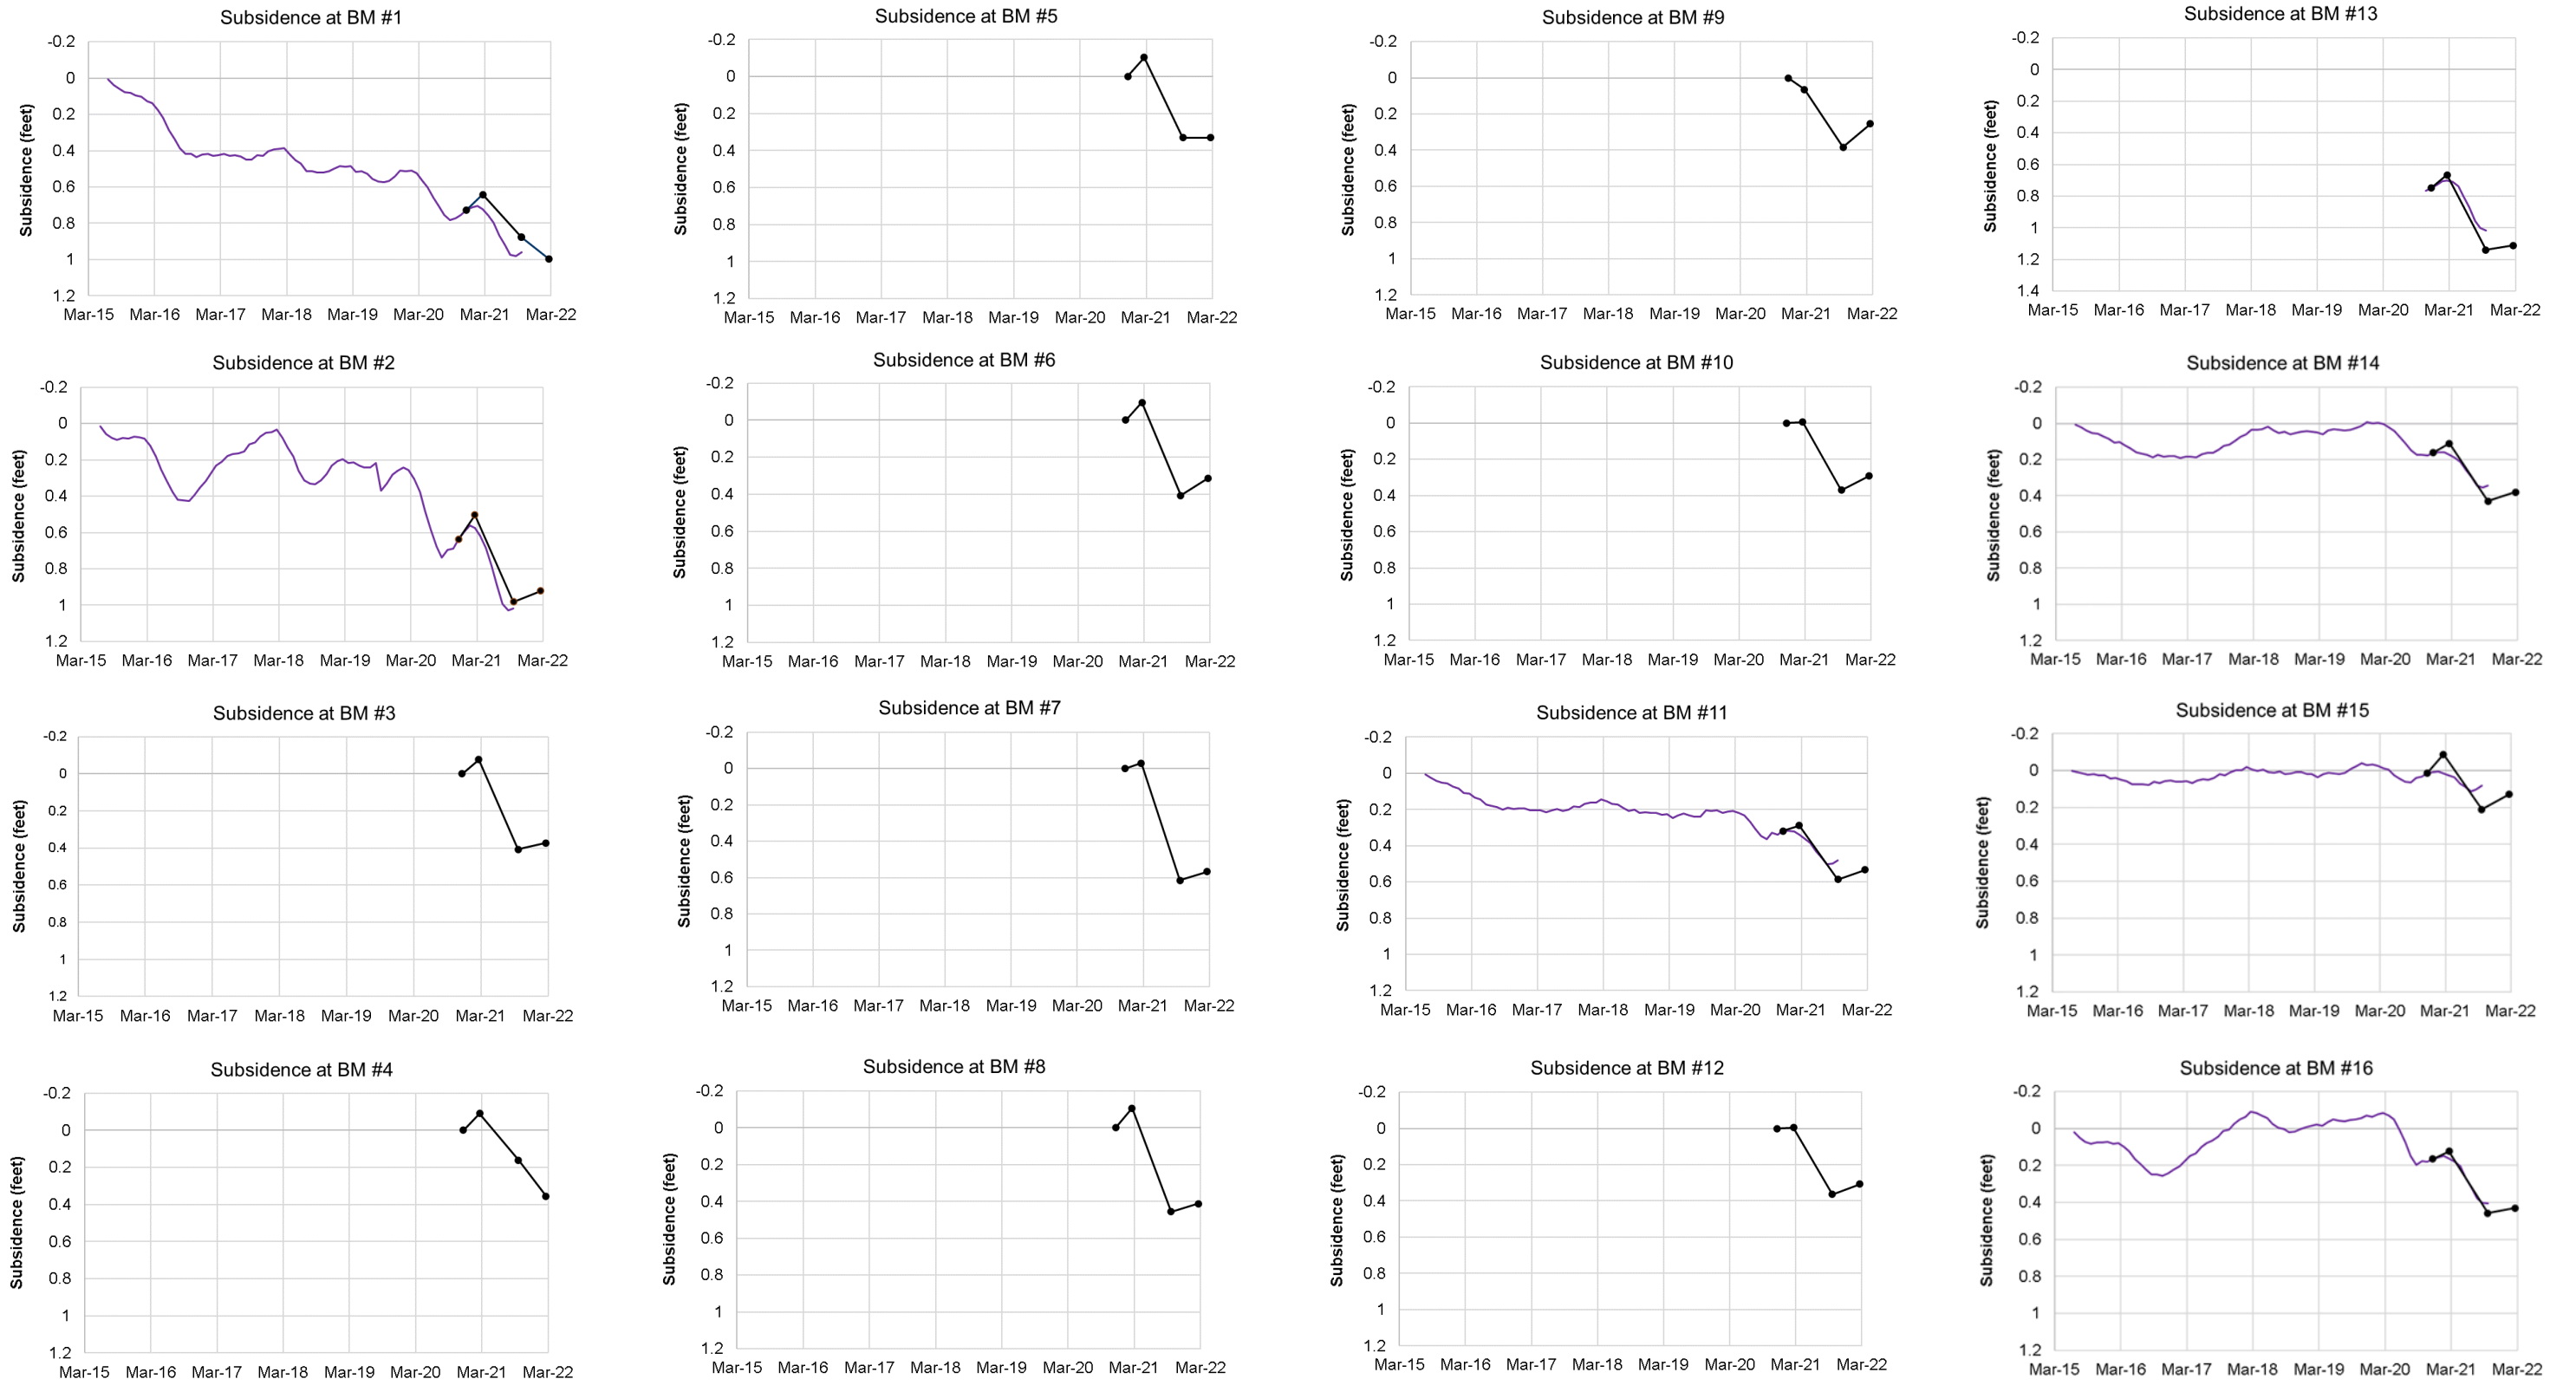 Subsidence at BM #1
Subsidence (feet)
-0.2
0
0.2
0.4
0.6
0.8
1
1.2
Mar-15 Mar-16 Mar-17 Mar-18 Mar-19 Mar-20 Mar-21 Mar-22
Subsidence at BM #5
Subsidence (feet)
-0.2
0
0.2
0.4
0.6
0.8
1
1.2
Mar-15 Mar-16 Mar-17 Mar-18 Mar-19 Mar-20 Mar-21 Mar-22
Subsidence at BM #9
Subsidence (feet)
-0.2
0
0.2
0.4
0.6
0.8
1
1.2
Mar-15 Mar-16 Mar-17 Mar-18 Mar-19 Mar-20 Mar-21 Mar-22
Subsidence at BM #13
Subsidence (feet)
-0.2
0
0.2
0.4
0.6
0.8
1
1.2
1.4
Mar-15 Mar-16 Mar-17 Mar-18 Mar-19 Mar-20 Mar-21 Mar-22
Subsidence at BM #2
Subsidence (feet)
-0.2
0
0.2
0.4
0.6
0.8
1
1.2
Mar-15 Mar-16 Mar-17 Mar-18 Mar-19 Mar-20 Mar-21 Mar-22
Subsidence at BM #6
Subsidence (feet)
-0.2
0
0.2
0.4
0.6
0.8
1
1.2
Mar-15 Mar-16 Mar-17 Mar-18 Mar-19 Mar-20 Mar-21 Mar-22
Subsidence at BM #10
Subsidence (feet)
-0.2
0
0.2
0.4
0.6
0.8
1
1.2
Mar-15 Mar-16 Mar-17 Mar-18 Mar-19 Mar-20 Mar-21 Mar-22
Subsidence at BM #14
Subsidence (feet)
-0.2
0
0.2
0.4
0.6
0.8
1
1.2
Mar-15 Mar-16 Mar-17 Mar-18 Mar-19 Mar-20 Mar-21 Mar-22
Subsidence at BM #3
Subsidence (feet)
-0.2
0
0.2
0.4
0.6
0.8
1
1.2
Mar-15 Mar-16 Mar-17 Mar-18 Mar-19 Mar-20 Mar-21 Mar-22
Subsidence at BM #7
Subsidence (feet)
-0.2
0
0.2
0.4
0.6
0.8
1
1.2
Mar-15 Mar-16 Mar-17 Mar-18 Mar-19 Mar-20 Mar-21 Mar-22
Subsidence at BM #11
Subsidence (feet)
-0.2
0
0.2
0.4
0.6
0.8
1
1.2
Mar-15 Mar-16 Mar-17 Mar-18 Mar-19 Mar-20 Mar-21 Mar-22
Subsidence at BM #15
Subsidence (feet)
-0.2
0
0.2
0.4
0.6
0.8
1
1.2
Mar-15 Mar-16 Mar-17 Mar-18 Mar-19 Mar-20 Mar-21 Mar-22
Subsidence at BM #4
Subsidence (feet)
-0.2
0
0.2
0.4
0.6
0.8
1
1.2
Mar-15 Mar-16 Mar-17 Mar-18 Mar-19 Mar-20 Mar-21 Mar-22
Subsidence at BM #8
Subsidence (feet)
-0.2
0
0.2
0.4
0.6
0.8
1
1.2
Mar-15 Mar-16 Mar-17 Mar-18 Mar-19 Mar-20 Mar-21 Mar-22
Subsidence at BM #12
Subsidence (feet)
-0.2
0
0.2
0.4
0.6
0.8
1
1.2
Mar-15 Mar-16 Mar-17 Mar-18 Mar-19 Mar-20 Mar-21 Mar-22
Subsidence at BM #16
Subsidence (feet)
-0.2
0
0.2
0.4
0.6
0.8
1
1.2
Mar-15 Mar-16 Mar-17 Mar-18 Mar-19 Mar-20 Mar-21 Mar-22